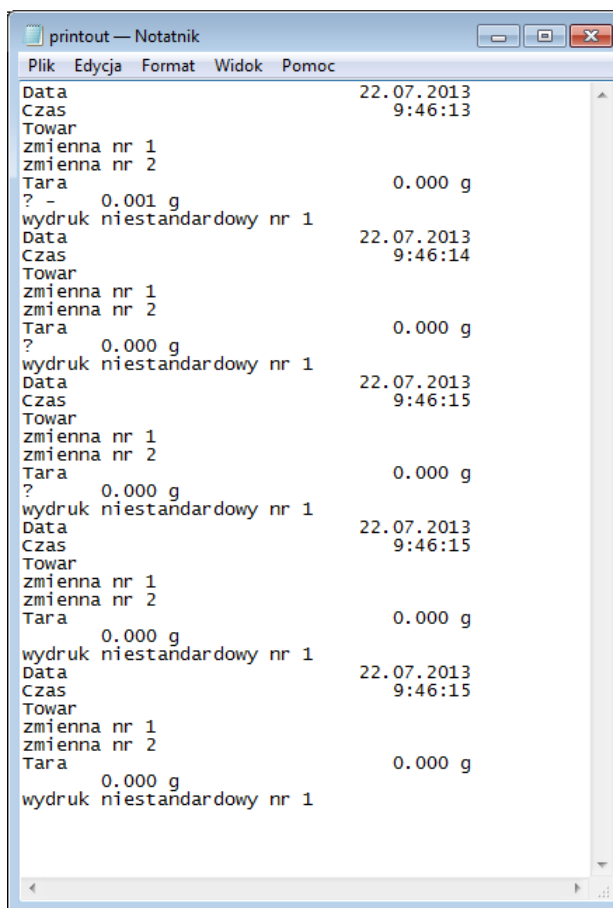 printout — Notatnik
Plik Edycja Format Widok Pomoc
Data 22.07.2013
Czas 9:46:13
Towar
zmienna nr 1
zmienna nr 2
Tara 0.000 g
? - 0.001 g
wydruk niestandardowy nr 1
Data 22.07.2013
Czas 9:46:14
Towar
zmienna nr 1
zmienna nr 2
Tara 0.000 g
? 0.000 g
wydruk niestandardowy nr 1
Data 22.07.2013
Czas 9:46:15
Towar
zmienna nr 1
zmienna nr 2
Tara 0.000 g
? 0.000 g
wydruk niestandardowy nr 1
Data 22.07.2013
Czas 9:46:15
Towar
zmienna nr 1
zmienna nr 2
Tara 0.000 g
0.000 g
wydruk niestandardowy nr 1
Data 22.07.2013
Czas 9:46:15
Towar
zmienna nr 1
zmienna nr 2
Tara 0.000 g
0.000 g
wydruk niestandardowy nr 1